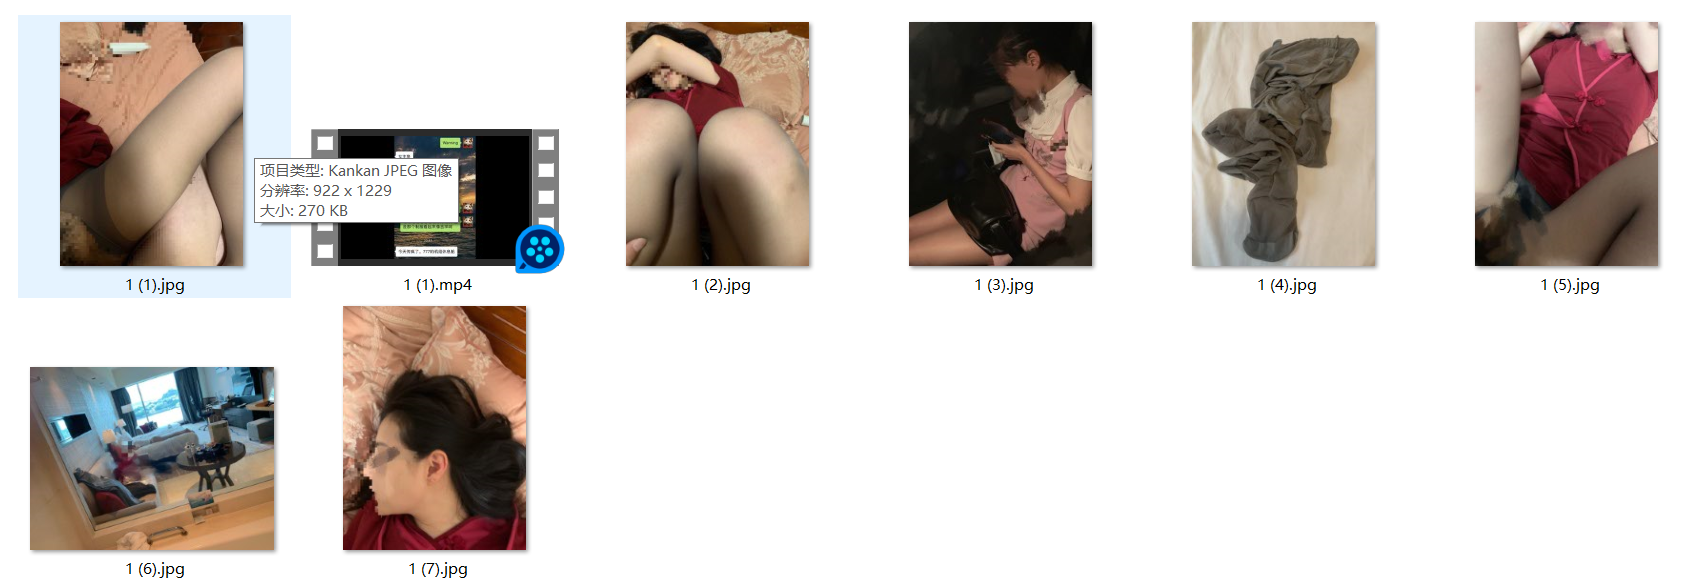 项目类型: Kankan JPEG 图像
分辨率: 922 x 1229
大小: 270 KB
1 (1).jpg
1 (1).mp4
1 (2).jpg
1 (3).jpg
1 (4).jpg
1 (5).jpg
1 (6).jpg
1 (7).jpg